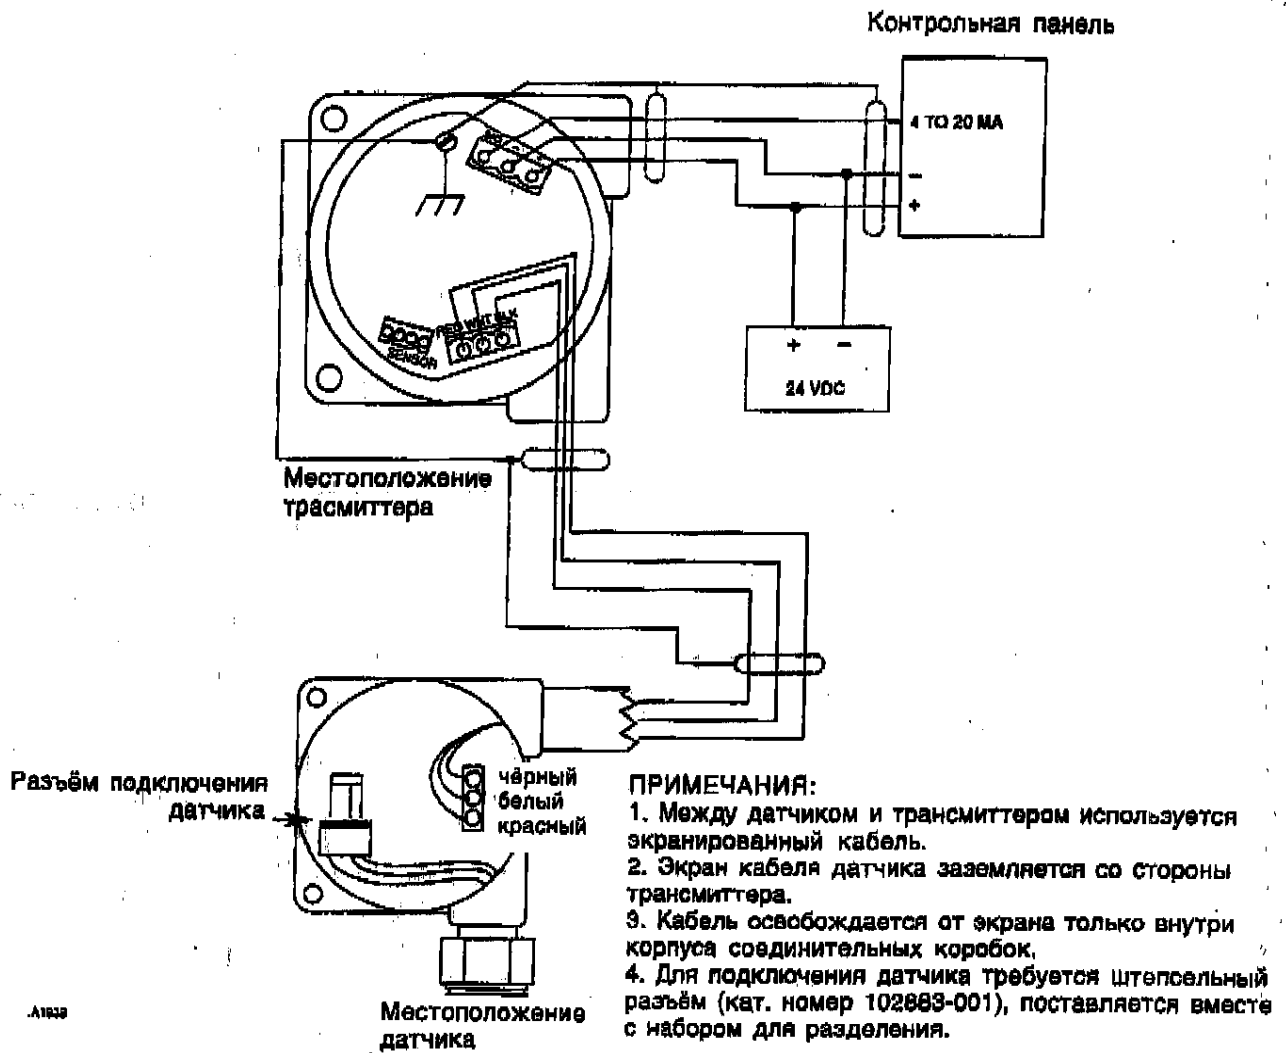 Контрольная панель
4 TO 20 MA
−
+
+ −
24 VDC
RED WHT BLK
SENSOR
Местоположение
трасмиттера
Разъём подключения
датчика
чёрный
белый
красный
ПРИМЕЧАНИЯ:
1. Между датчиком и трансмиттером используется
экранированный кабель.
2. Экран кабеля датчика заземляется со стороны
трансмиттера.
3. Кабель освобождается от экрана только внутри
корпуса соединительных коробок.
4. Для подключения датчика требуется штепсельный
разъём (кат. номер 102883-001), поставляется вместе
с набором для разделения.
Местоположение
датчика